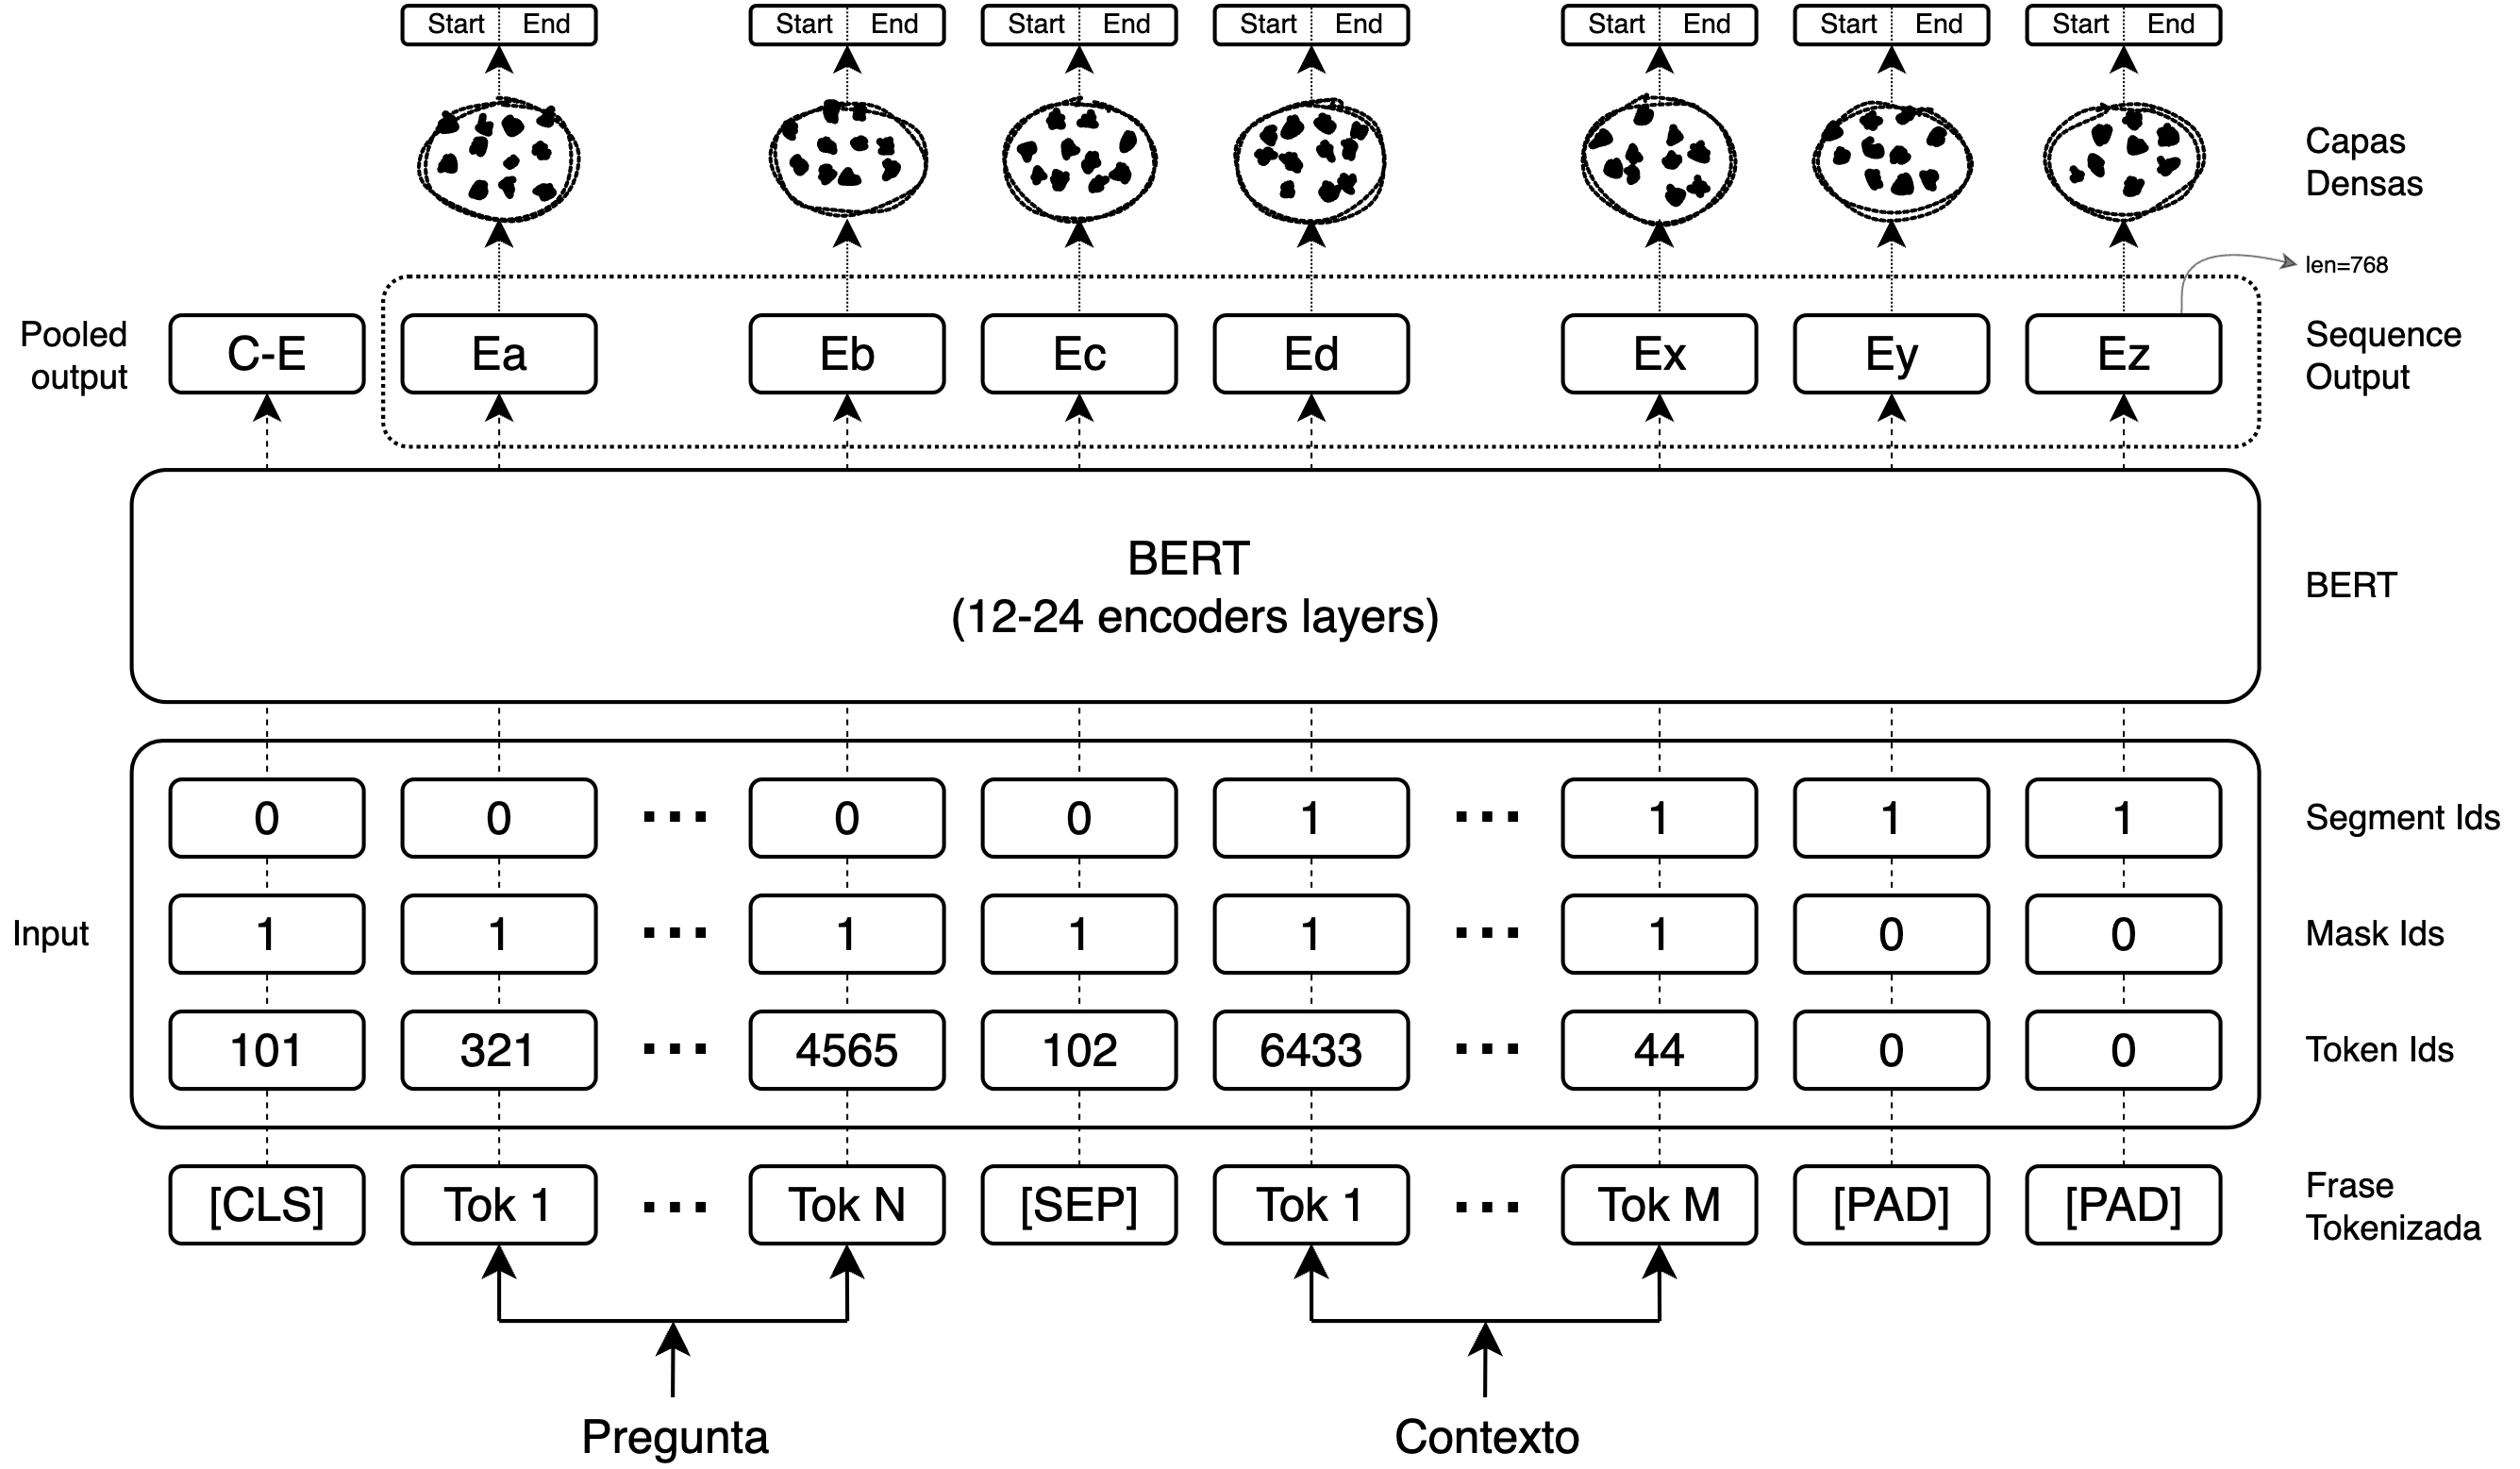 Start End Start End Start End Start End Start End Start End Start End
Capas
Densas
len=768
Pooled
output
C-E Ea Eb Ec Ed Ex Ey Ez
Sequence
Output
BERT
(12-24 encoders layers)
BERT
0 0 ... 0 0 1 ... 1 1 1 Segment Ids
Input 1 1 ... 1 1 1 ... 1 0 0 Mask Ids
101 321 ... 4565 102 6433 ... 44 0 0 Token Ids
[CLS] Tok 1 ... Tok N [SEP] Tok 1 ... Tok M [PAD] [PAD]
Frase
Tokenizada
Pregunta Contexto